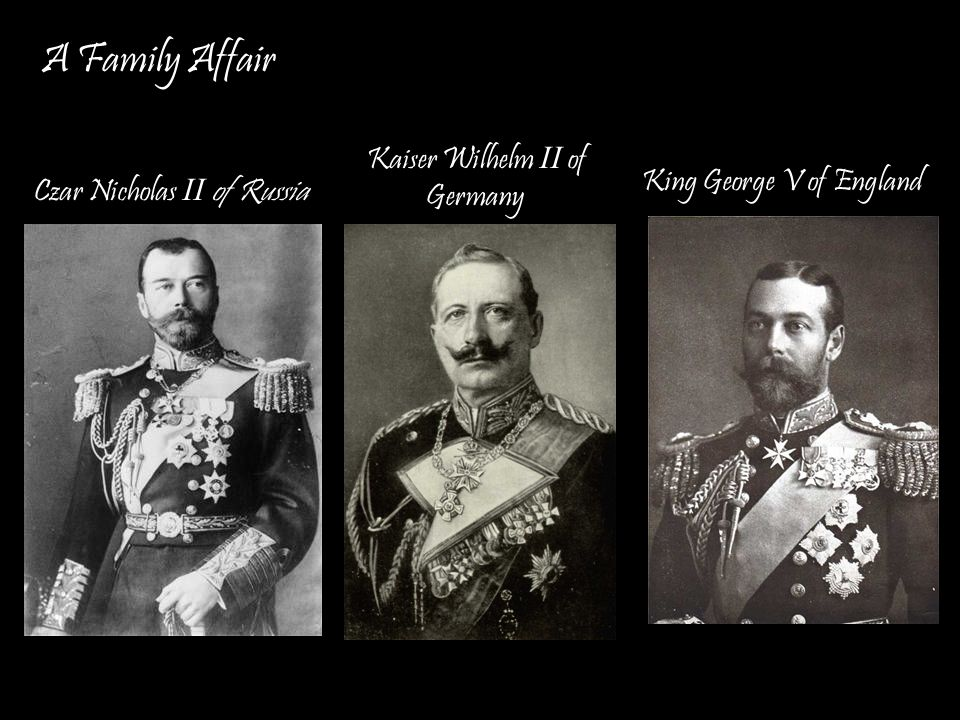 A Family Affair
Czar Nicholas II of Russia
Kaiser Wilhelm II of
Germany
King George V of England